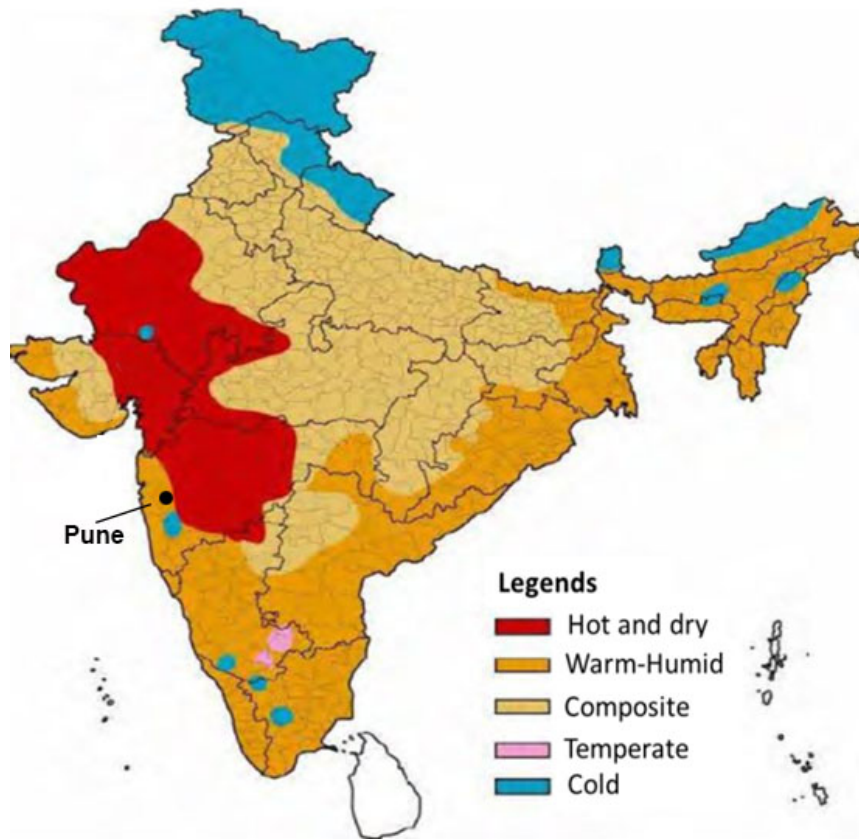 Pune
Legends
Hot and dry
Warm-Humid
Composite
Temperate
Cold